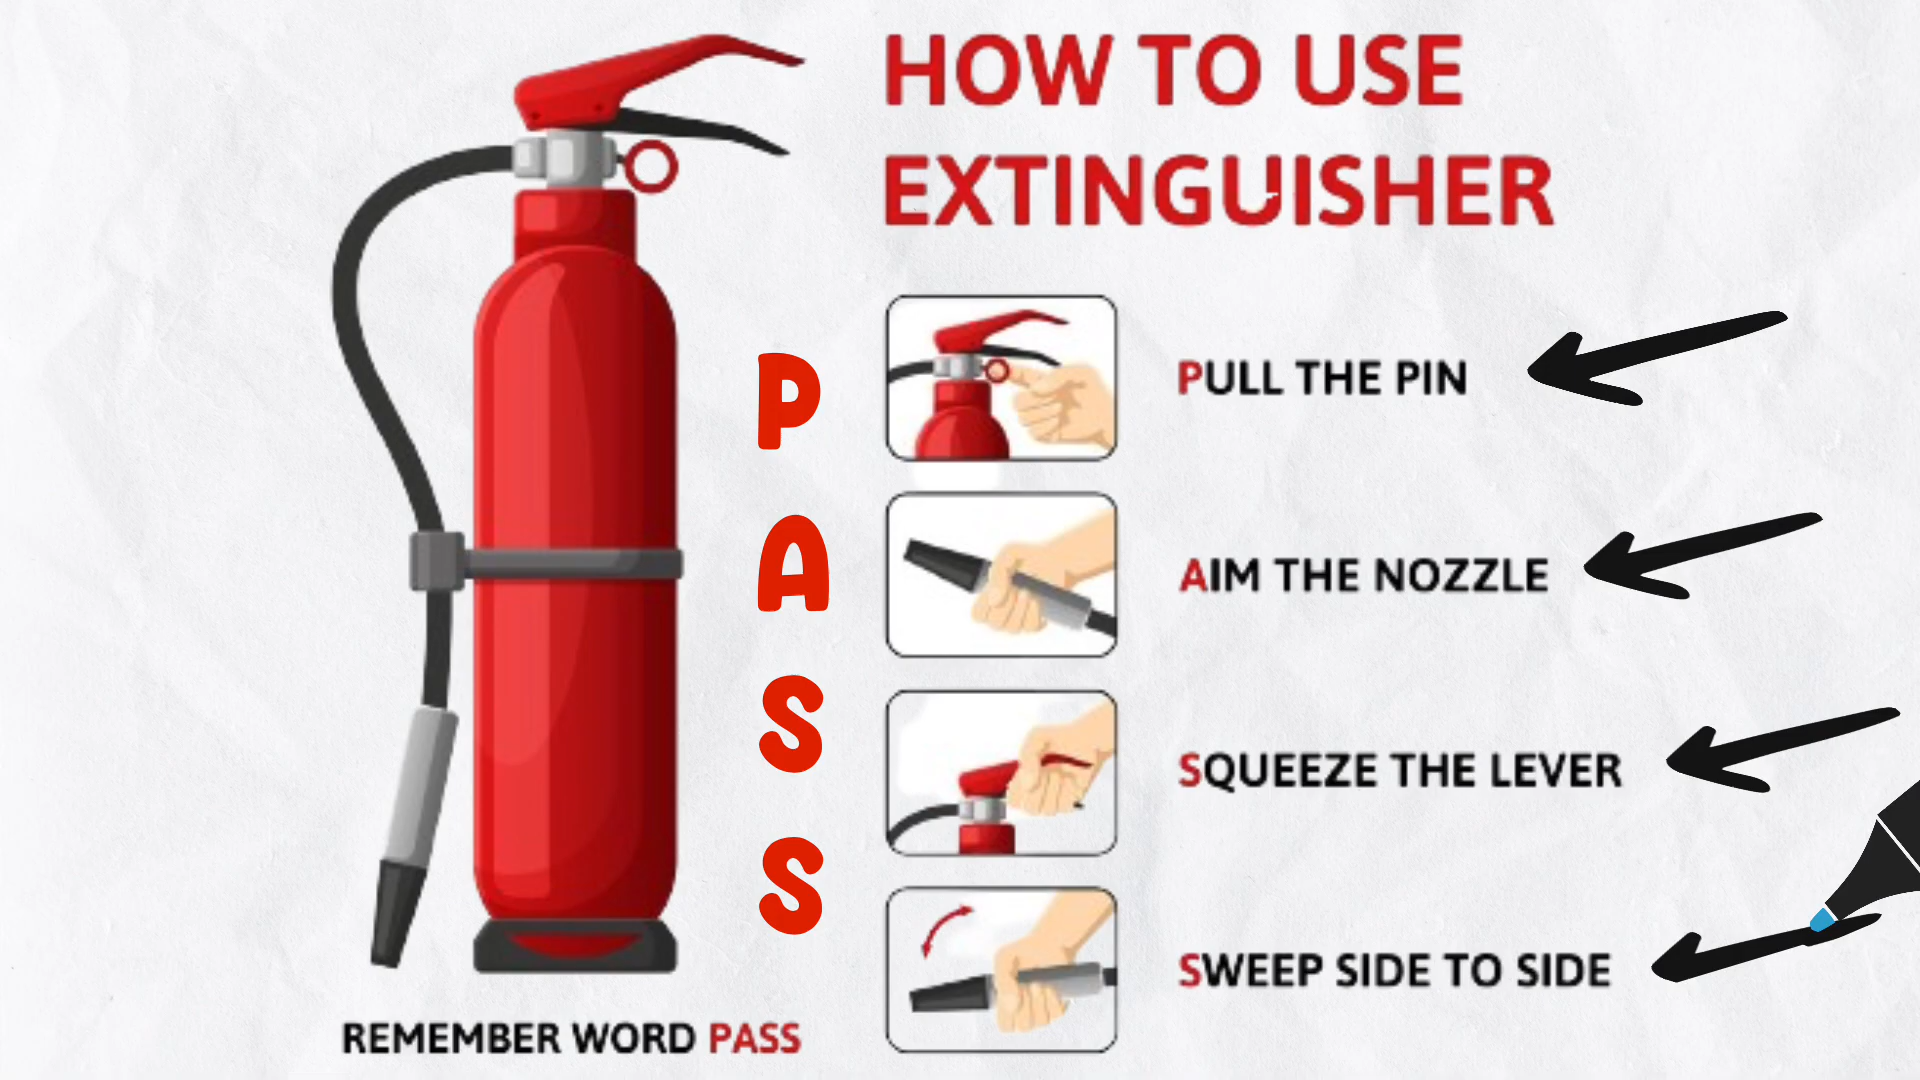 HOW TO USE
EXTINGUISHER
P
A
S
S
PULL THE PIN
AIM THE NOZZLE
SQUEEZE THE LEVER
SWEEP SIDE TO SIDE
REMEMBER WORD PASS